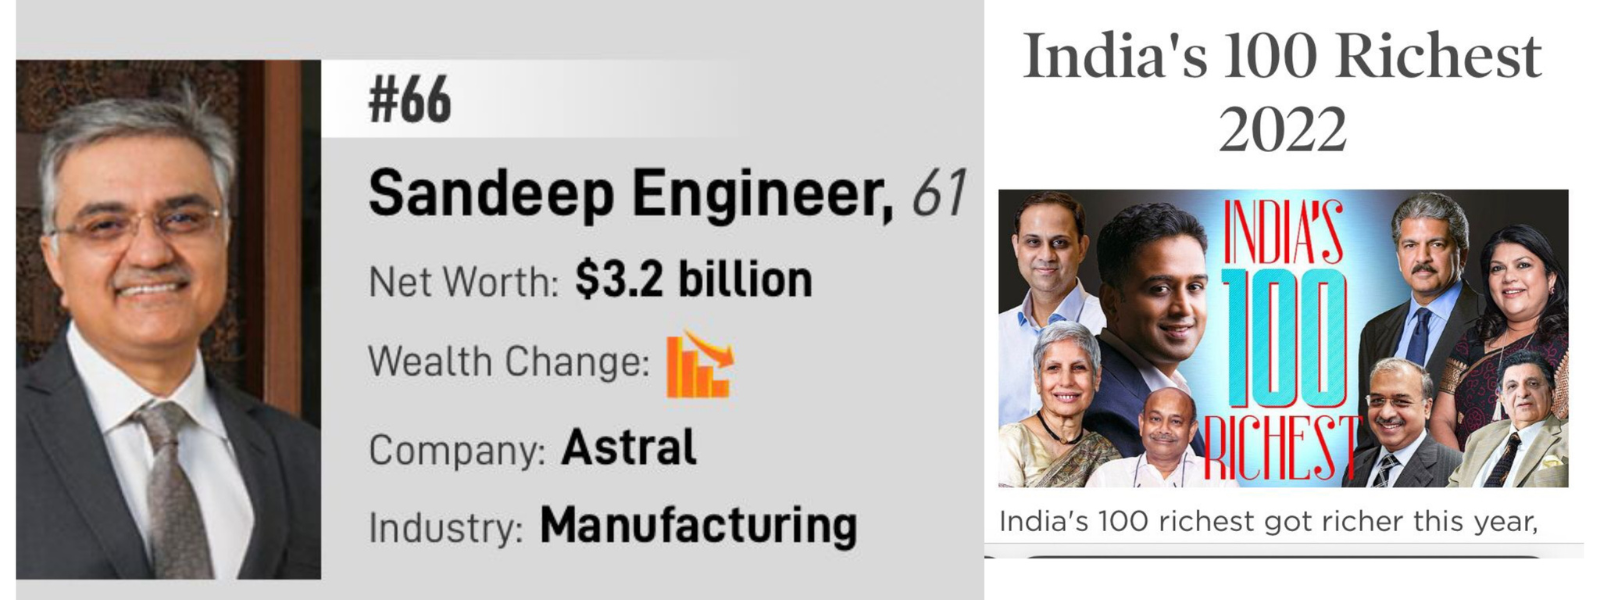 #66
Sandeep Engineer, 61
Net Worth: $3.2 billion
Wealth Change:
Company: Astral
Industry: Manufacturing
India's 100 Richest
2022
INDIA'S
100
100
RICHEST
India's 100 richest got richer this year,